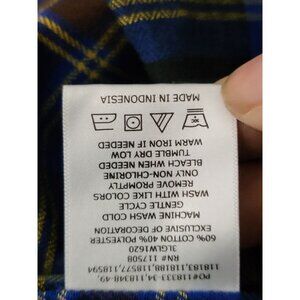 PO#118333-34,118348-49,
118183,118188,118577,118594
RN# 117508
3LGLW1620
60% COTTON 40% POLYESTER
EXCLUSIVE OF DECORATION
MACHINE WASH COLD
GENTLE CYCLE
WASH WITH LIKE COLORS
REMOVE PROMPTLY
ONLY NON-CHLORINE
BLEACH WHEN NEEDED
TUMBLE DRY LOW
WARM IRON IF NEEDED
MADE IN INDONESIA